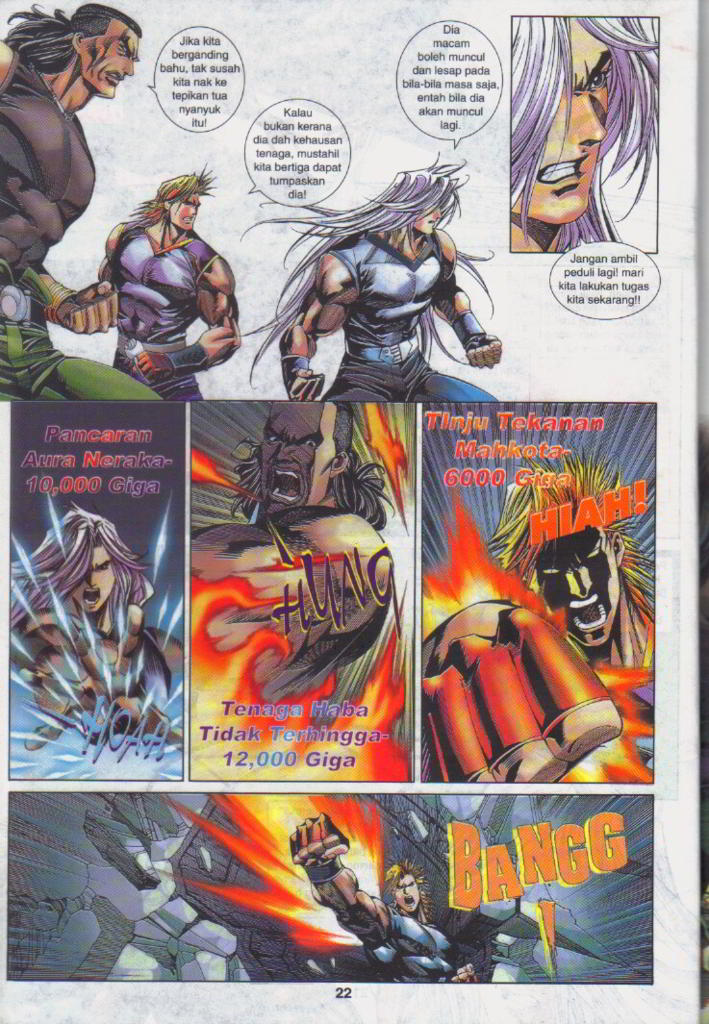 Jika kita
berganding
bahu, tak susah
kita nak ke
tepikan tua
nyanyuk
itu!
Kalau
bukan kerana
dia dah kehausan
tenaga, mustahil
kita bertiga dapat
tumpaskan
dia!
Dia
macam
boleh muncul
dan lesap pada
bila-bila masa saja,
entah bila dia
akan muncul
lagi.
Jangan ambil
peduli lagi! mari
kita lakukan tugas
kita sekarang!!
Pancaran
Aura Neraka-
10,000 Giga
HOAA
HUNG
Tenaga Haba
Tidak Terhingga-
12,000 Giga
TInju Tekanan
Mahkota-
6000 Giga
HIAH!
BANGG
!
22